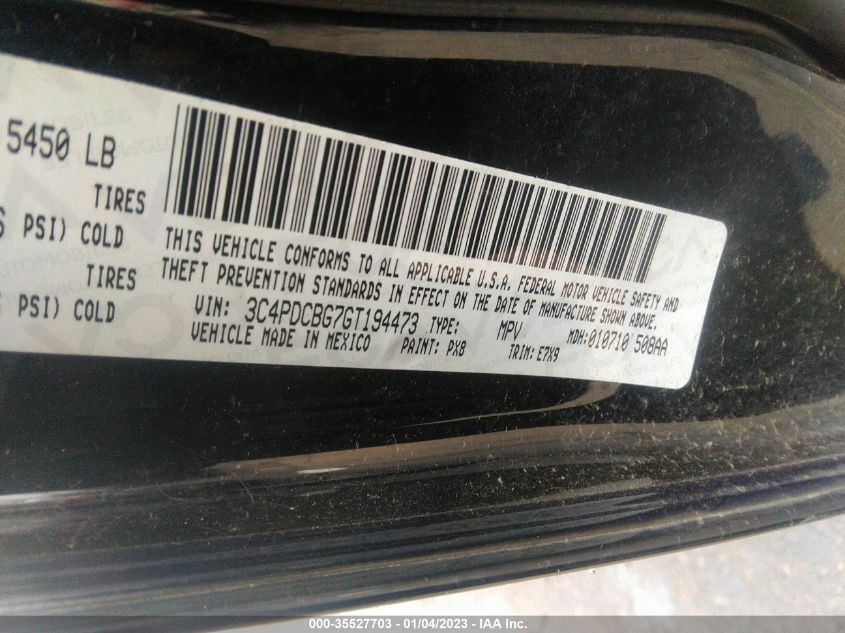 5450 LB
TIRES
PSI) COLD
TIRES
PSI) COLD
THIS VEHICLE CONFORMS TO ALL APPLICABLE U.S.A. FEDERAL MOTOR VEHICLE SAFETY AND
THEFT PREVENTION STANDARDS IN EFFECT ON THE DATE OF MANUFACTURE SHOWN ABOVE.
VIN: 3C4PDCBG7GT194473 TYPE: MPV MDH:010710 508AA
VEHICLE MADE IN MEXICO PAINT: PX8 TRIM: E7X9
000-35527703 - 01/04/2023 - IAA Inc.